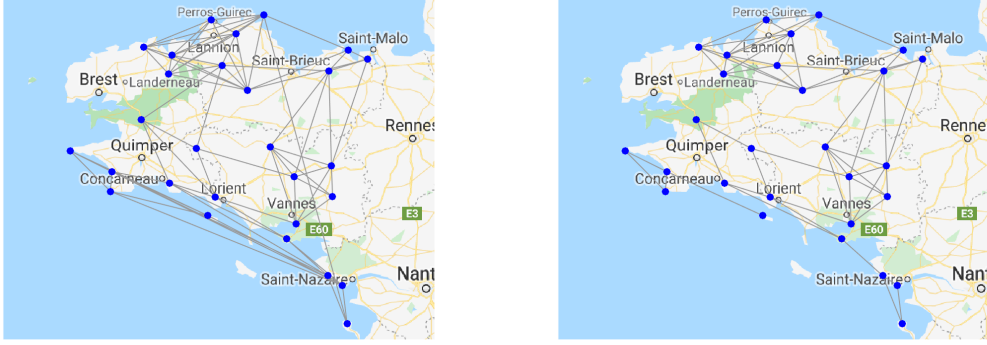 Perros-Guirec
Lannion
Saint-Malo
Saint-Brieuc
Brest
Landerneau
Rennes
Quimper
Concarneau
Lorient
Vannes
E3
E60
Saint-Nazaire
Nant
Perros-Guirec
Lannion
Saint-Malo
Saint-Brieuc
Brest
Landerneau
Renne
Quimper
Concarneau
Lorient
Vannes
E3
E60
Saint-Nazaire
Nant